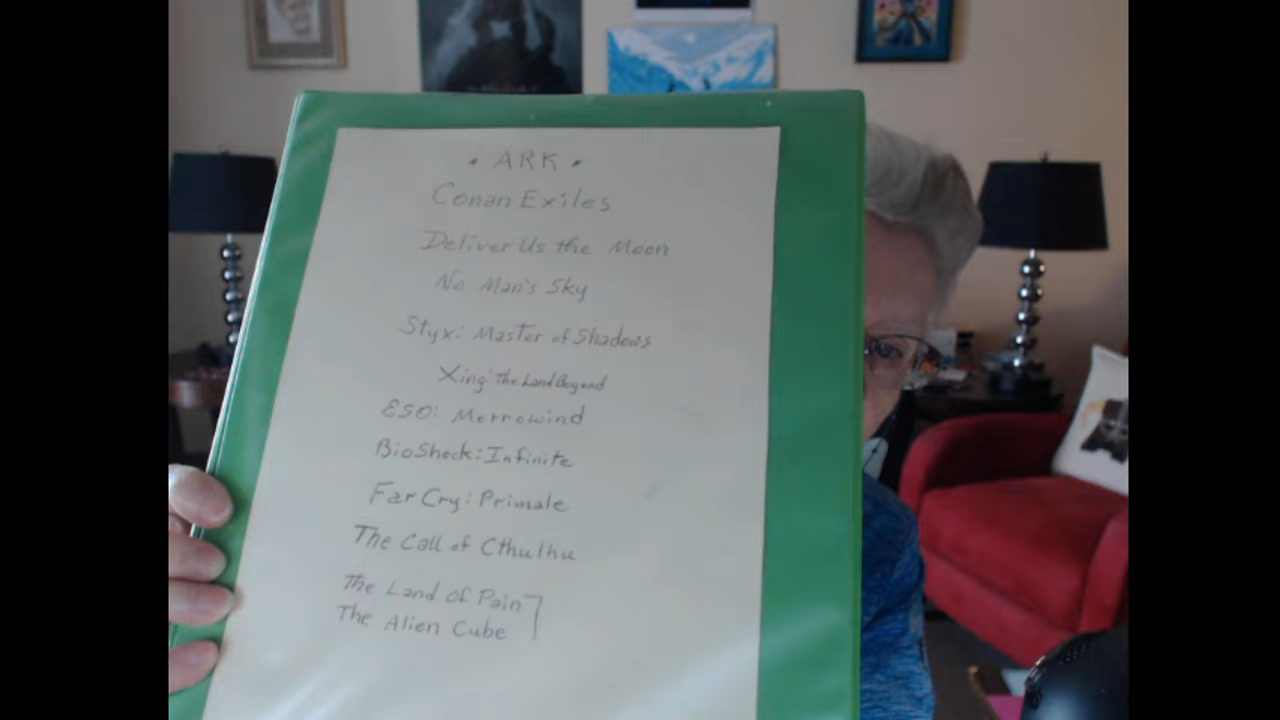 • ARK •
Conan Exiles
Deliver Us the Moon
No Man's Sky
Styx: Master of Shadows
Xing: The Land Beyond
ESO: Morrowind
BioShock: Infinite
Far Cry: Primale
The Call of Cthulhu
The Land of Pain
The Alien Cube